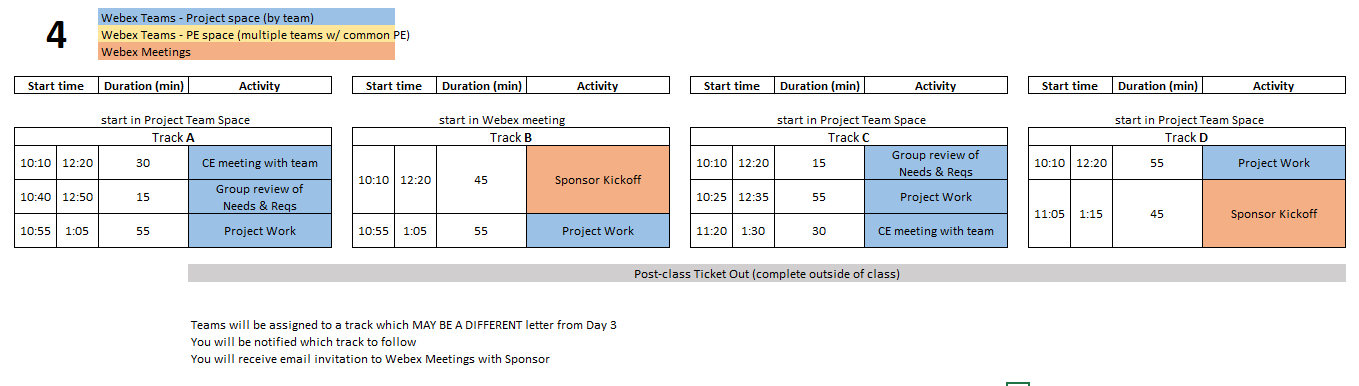 4
Webex Teams - Project space (by team)
Webex Teams - PE space (multiple teams w/ common PE)
Webex Meetings
Start time Duration (min) Activity Start time Duration (min) Activity Start time Duration (min) Activity Start time Duration (min) Activity
start in Project Team Space
Track A
10:10 12:20 30 CE meeting with team
10:40 12:50 15 Group review of
Needs & Reqs
10:55 1:05 55 Project Work
start in Webex meeting
Track B
10:10 12:20 45 Sponsor Kickoff
10:55 1:05 55 Project Work
start in Project Team Space
Track C
10:10 12:20 15 Group review of
Needs & Reqs
10:25 12:35 55 Project Work
11:20 1:30 30 CE meeting with team
start in Project Team Space
Track D
10:10 12:20 55 Project Work
11:05 1:15 45 Sponsor Kickoff
Post-class Ticket Out (complete outside of class)
Teams will be assigned to a track which MAY BE A DIFFERENT letter from Day 3
You will be notified which track to follow
You will receive email invitation to Webex Meetings with Sponsor